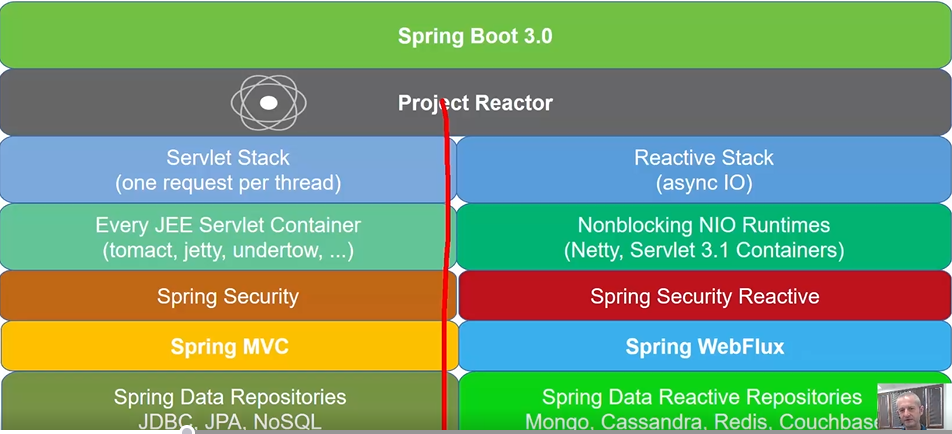 Spring Boot 3.0
Project Reactor
Servlet Stack
(one request per thread)
Reactive Stack
(async IO)
Every JEE Servlet Container
(tomact, jetty, undertow, ...)
Nonblocking NIO Runtimes
(Netty, Servlet 3.1 Containers)
Spring Security
Spring Security Reactive
Spring MVC
Spring WebFlux
Spring Data Repositories
JDBC, JPA, NoSQL
Spring Data Reactive Repositories
Mongo, Cassandra, Redis, Couchbase